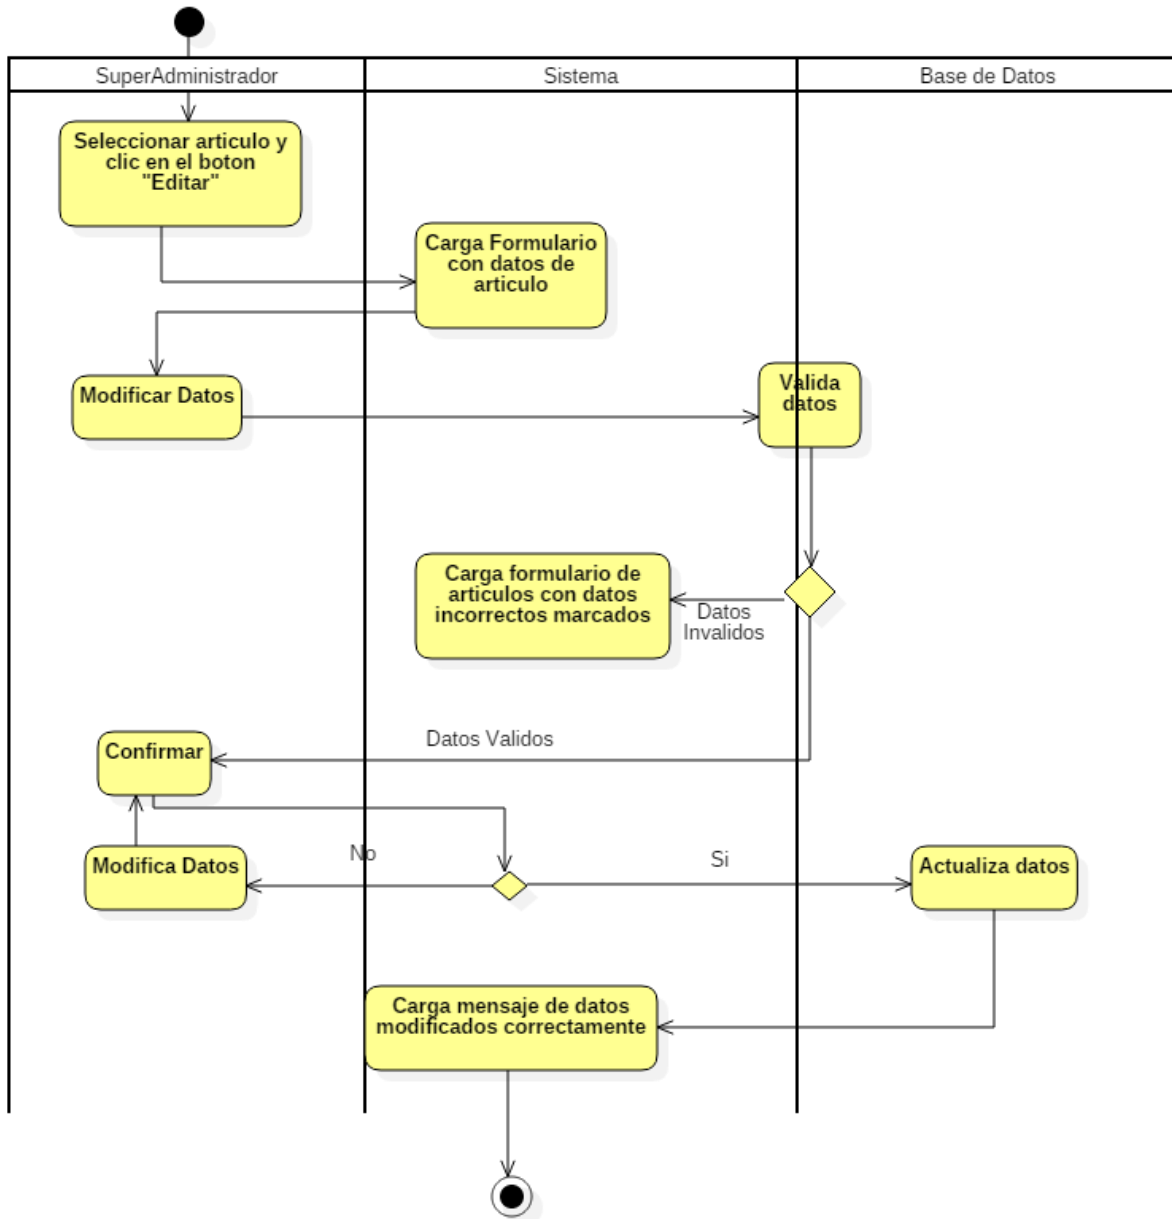 SuperAdministrador
Sistema
Base de Datos
Seleccionar articulo y
clic en el boton
"Editar"
Carga Formulario
con datos de
articulo
Modificar Datos
Valida
datos
Carga formulario de
articulos con datos
incorrectos marcados
Datos
Invalidos
Datos Validos
Confirmar
No
Si
Modifica Datos
Actualiza datos
Carga mensaje de datos
modificados correctamente